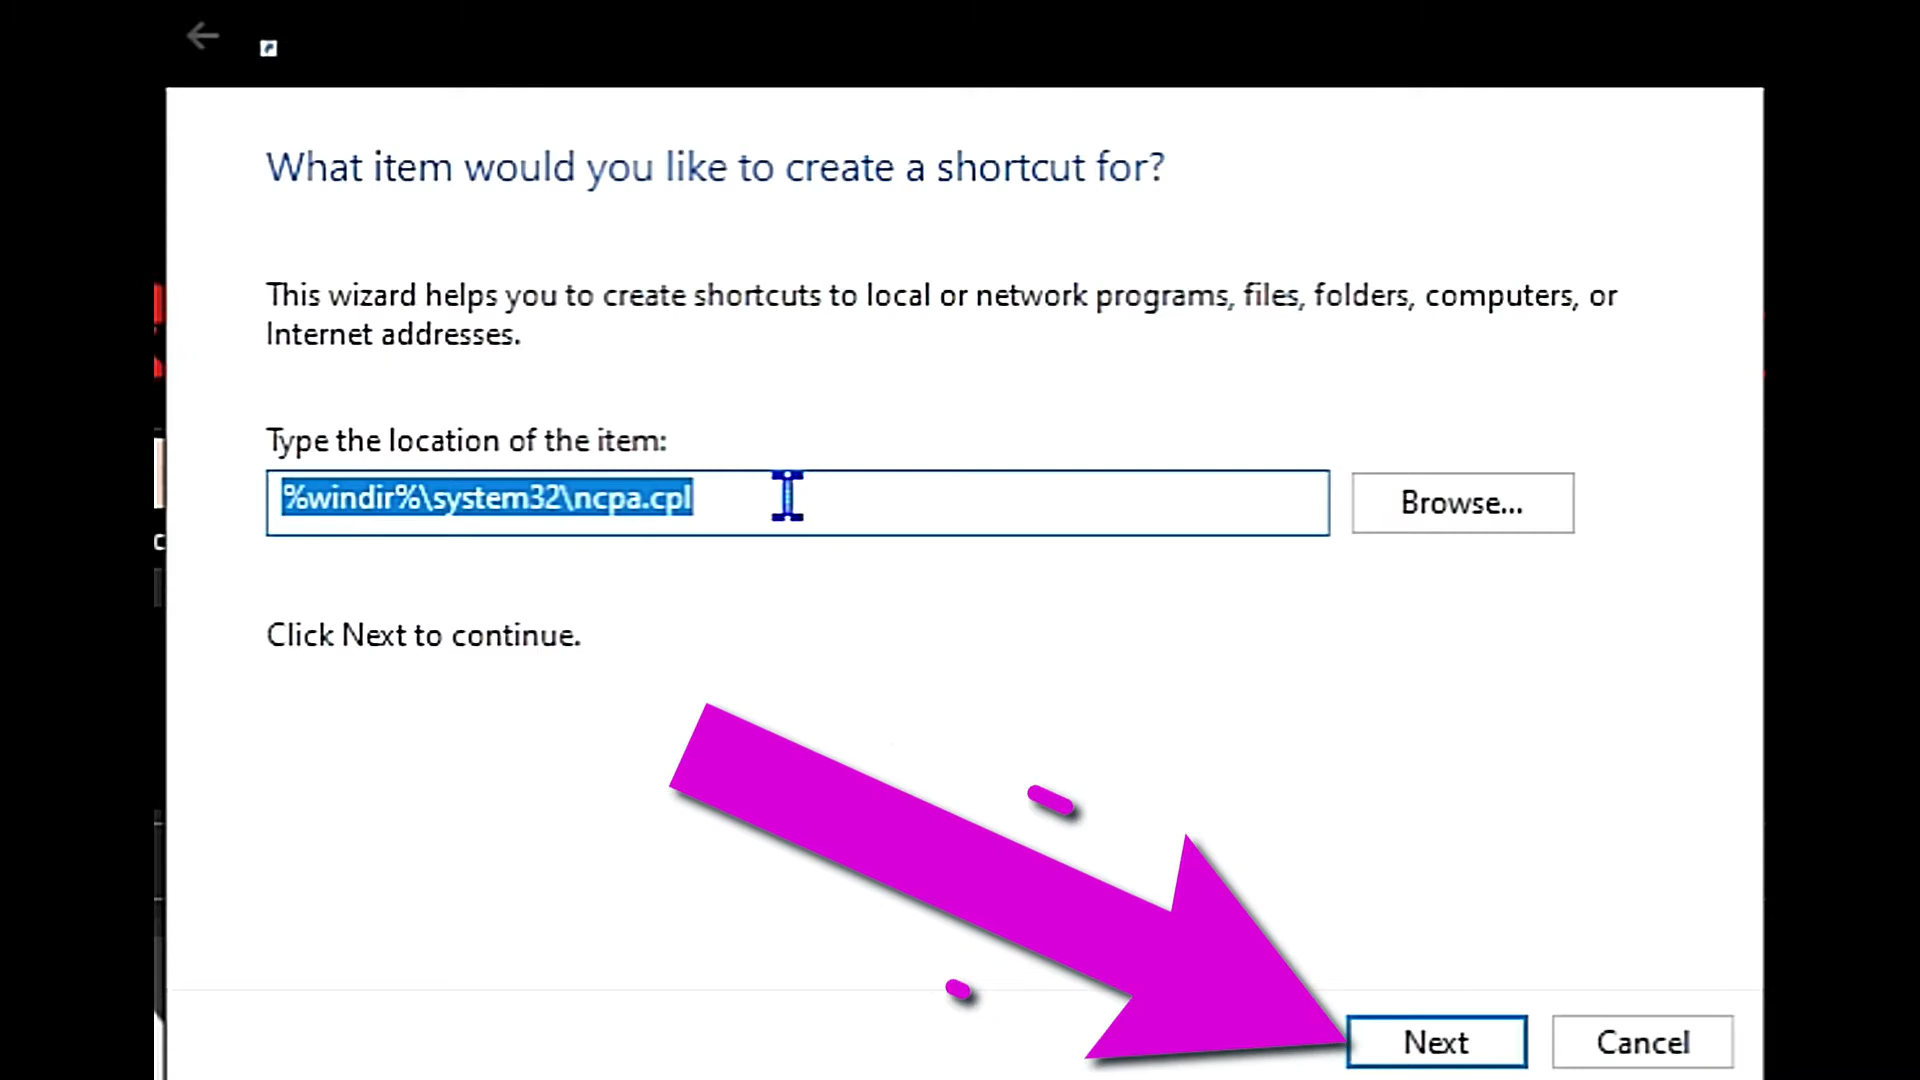 What item would you like to create a shortcut for?
This wizard helps you to create shortcuts to local or network programs, files, folders, computers, or
Internet addresses.
Type the location of the item:
%windir%\system32\ncpa.cpl
Browse...
Click Next to continue.
Next
Cancel